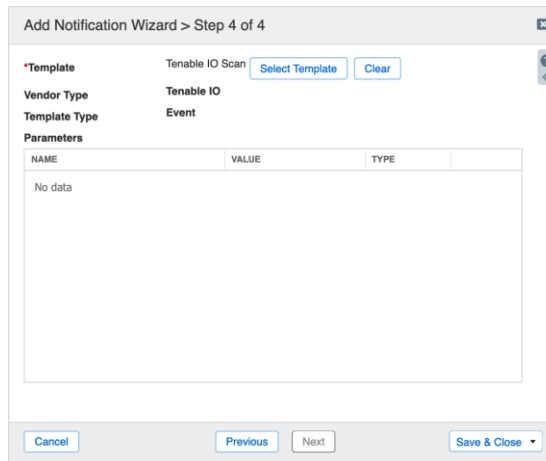 Add Notification Wizard > Step 4 of 4
*Template Tenable IO Scan Select Template Clear
Vendor Type Tenable IO
Template Type Event
Parameters
NAME VALUE TYPE
No data
Cancel Previous Next Save & Close